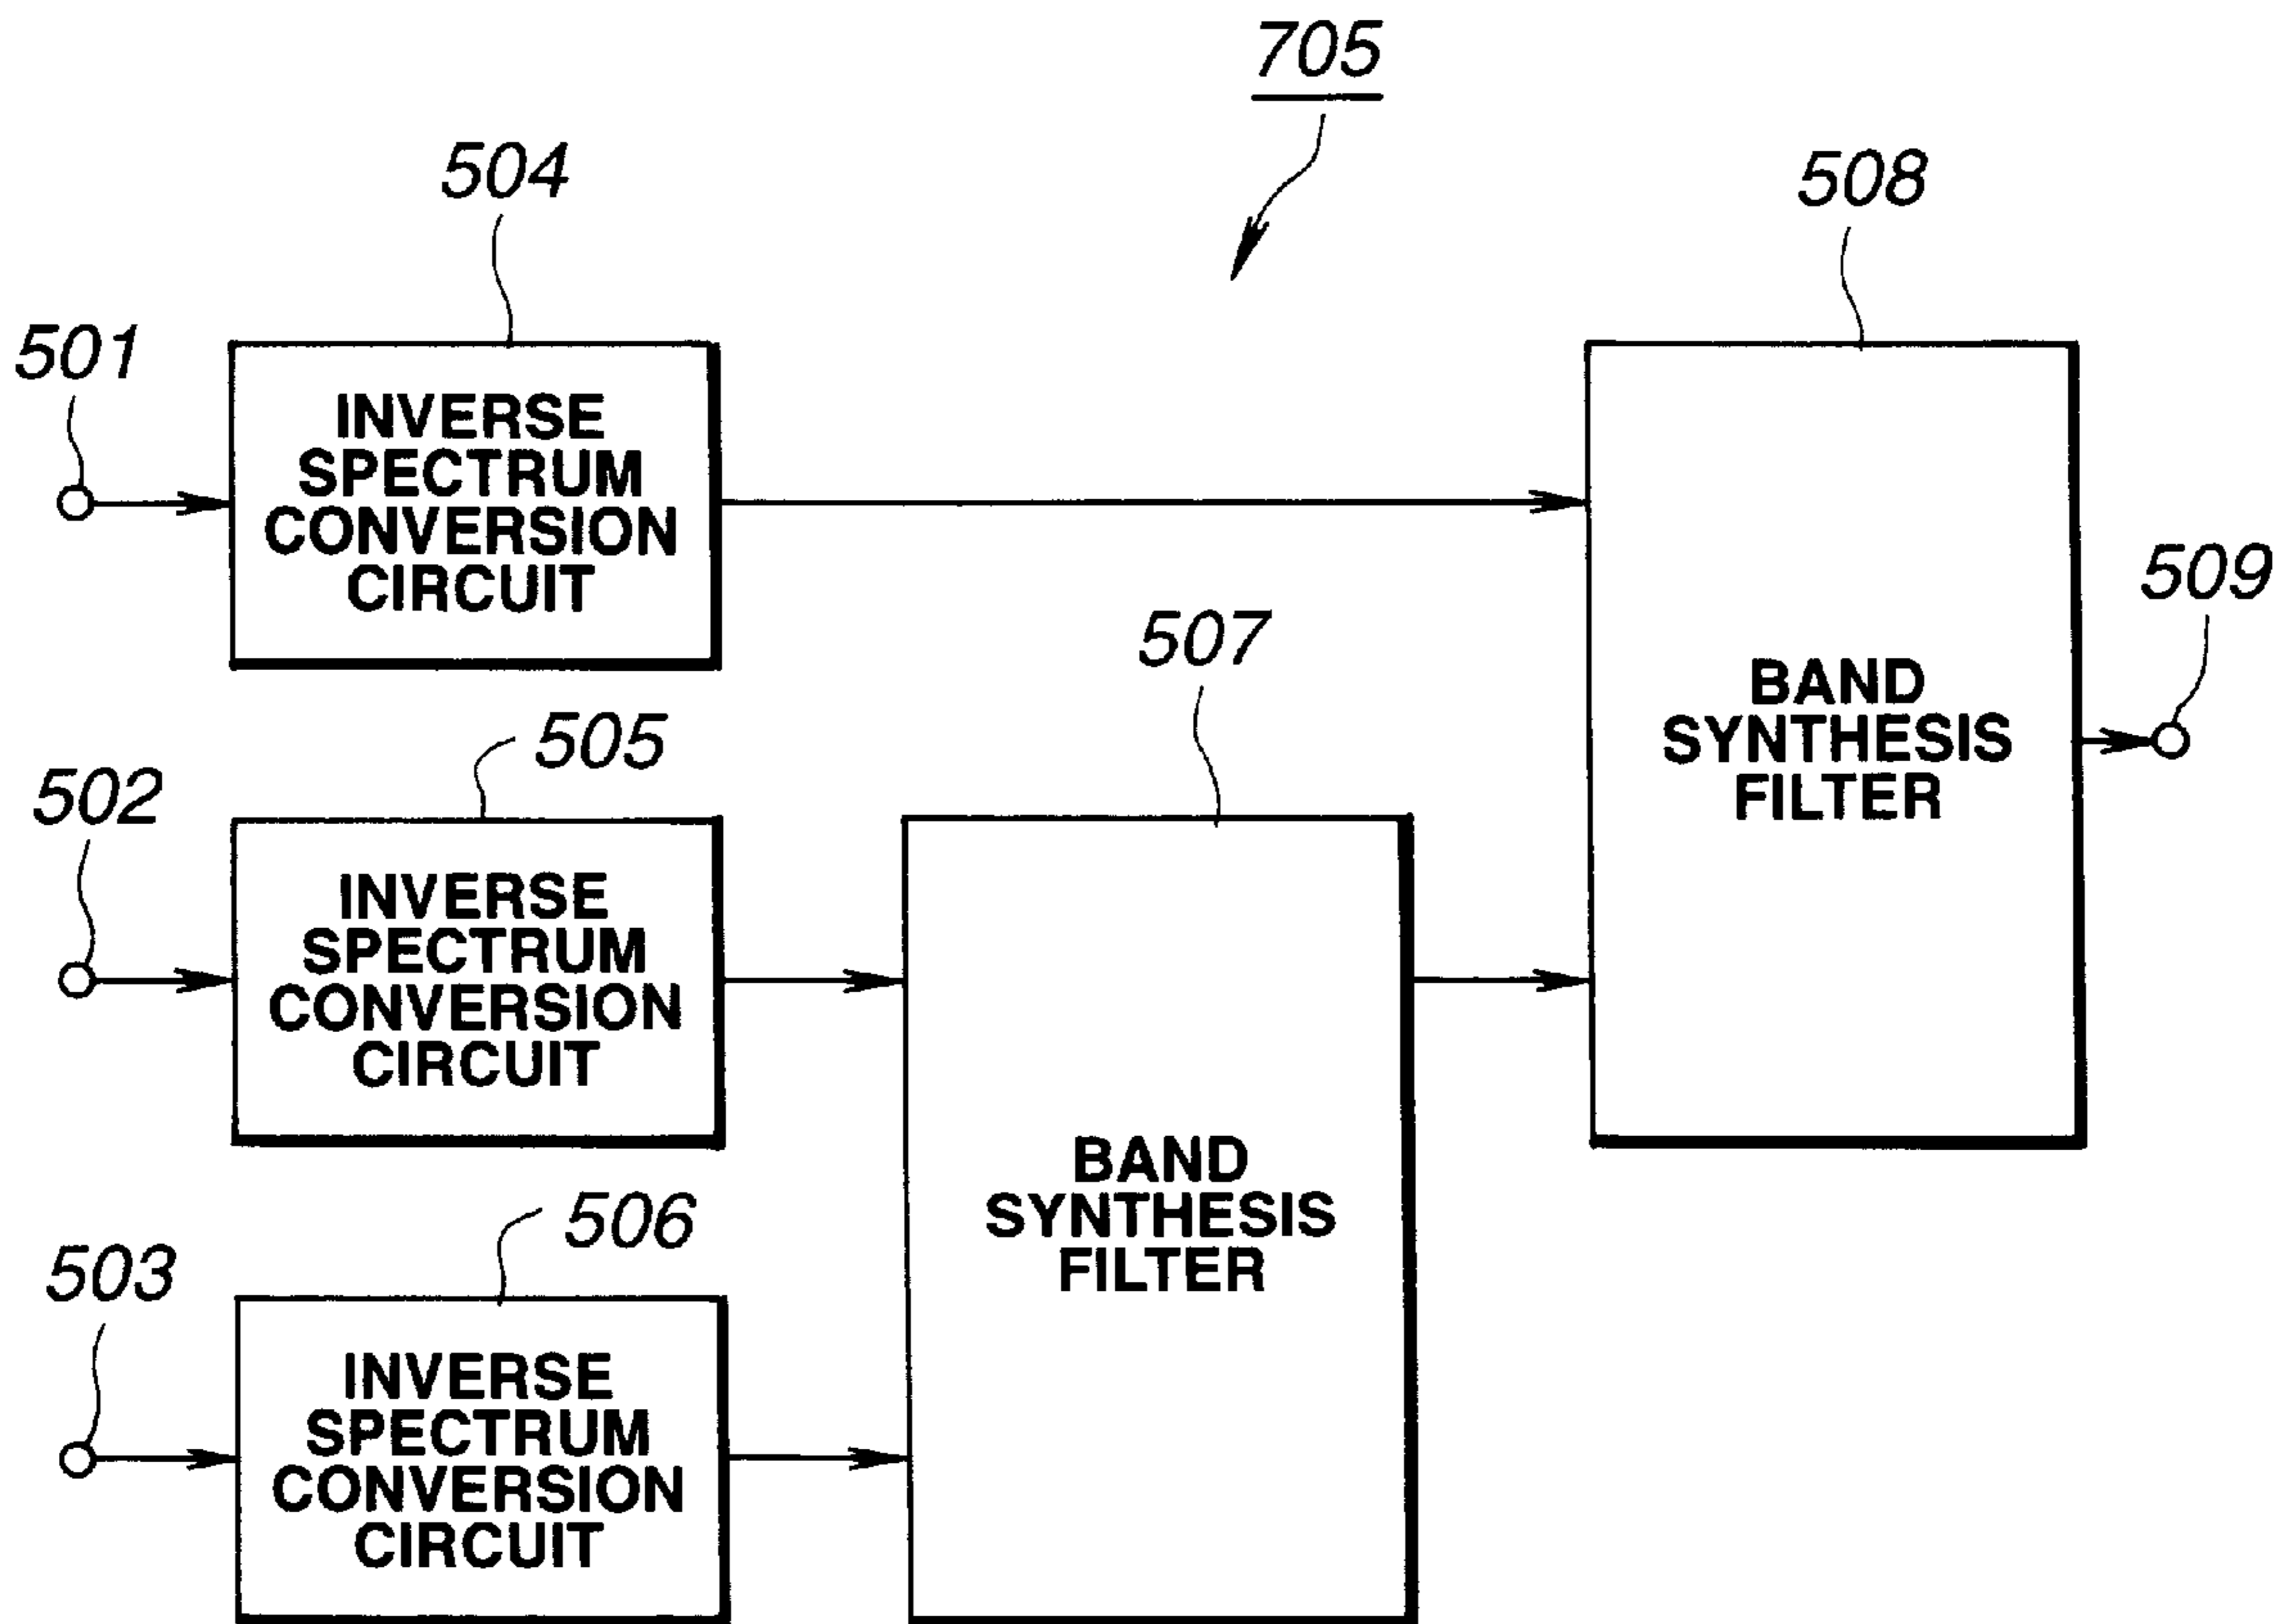 705
504
508
501
INVERSE
SPECTRUM
CONVERSION
CIRCUIT
509
507
BAND
SYNTHESIS
FILTER
505
502
INVERSE
SPECTRUM
CONVERSION
CIRCUIT
BAND
SYNTHESIS
FILTER
506
503
INVERSE
SPECTRUM
CONVERSION
CIRCUIT